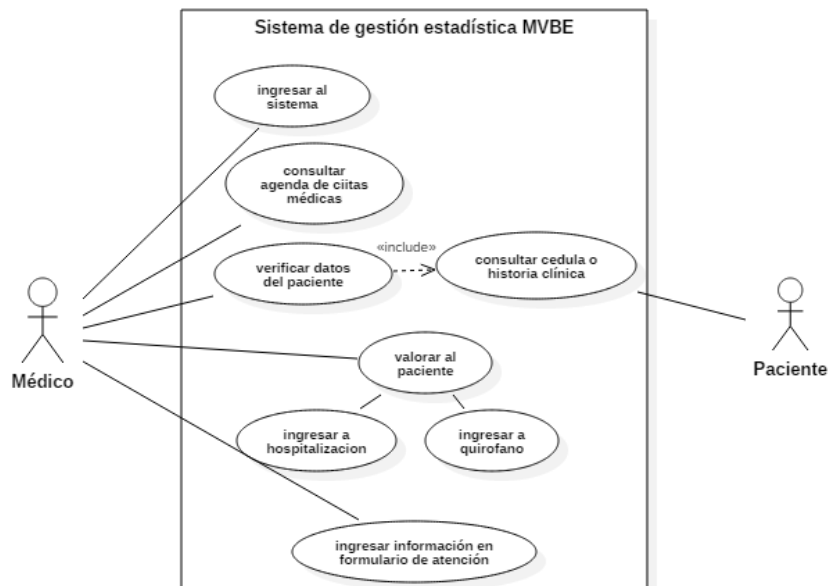 Sistema de gestión estadística MVBE
ingresar al
sistema
consultar
agenda de ciitas
médicas
«include»
verificar datos
del paciente
consultar cedula o
historia clínica
Médico
Paciente
valorar al
paciente
ingresar a
hospitalizacion
ingresar a
quirofano
ingresar información en
formulario de atención